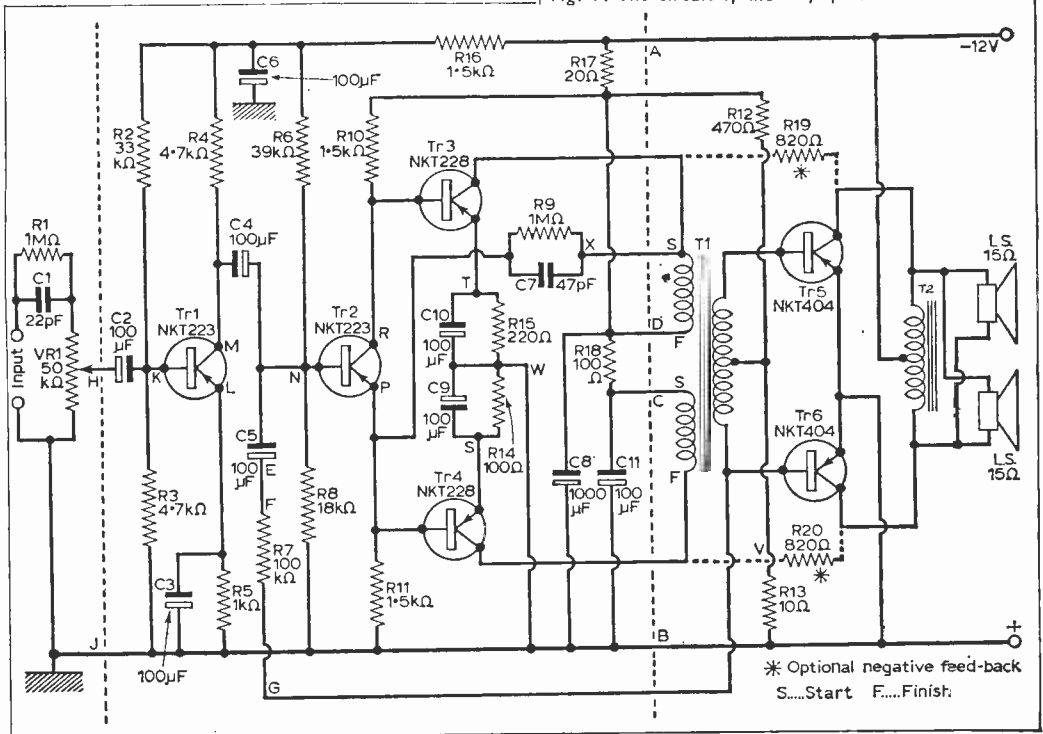 A
-12V
R16
1·5kΩ
R17
20Ω
C6
100µF
R2
33
kΩ
R4
4·7kΩ
R6
39kΩ
R10
1·5kΩ
Tr3
NKT228
R12
470Ω
R19
820Ω
*
R1
1MΩ
C1
22pF
Input
VR1
50
kΩ
H
C2
100
µF
K
Tr1
NKT223
M
L
C4
100µF
N
Tr2
NKT223
R
P
R9
1MΩ
X
C7
47pF
T
C10
100
µF
R15
220Ω
W
C9
100
µF
R14
100Ω
S
Tr4
NKT228
S
T1
D
F
R18
100
Ω
S
C
F
C8
1000
µF
C11
100
µF
Tr5
NKT404
Tr6
NKT404
T2
L.S.
15Ω
L.S.
15Ω
R3
4·7kΩ
C3
100µF
R5
1kΩ
C5
100
µF
E
F
R7
100
kΩ
R8
18kΩ
R11
1·5kΩ
V
R20
820Ω
*
R13
10Ω
J
B
+
G
* Optional negative feed-back
S.....Start F.....Finish